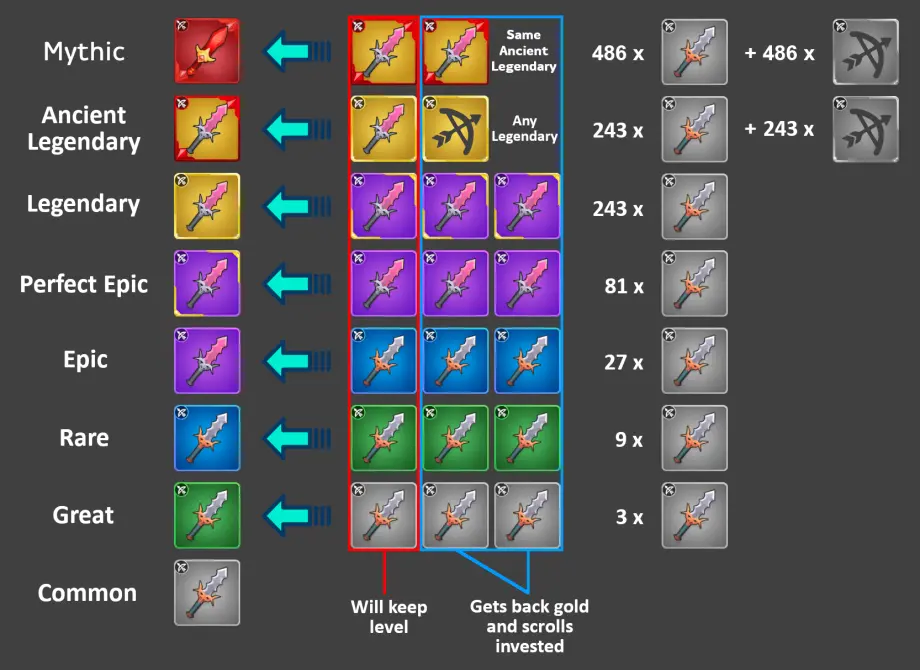 Mythic
Same
Ancient
Legendary
486 x
+ 486 x
Ancient
Legendary
Any
Legendary
243 x
+ 243 x
Legendary
243 x
Perfect Epic
81 x
Epic
27 x
Rare
9 x
Great
3 x
Common
Will keep
level
Gets back gold
and scrolls
invested